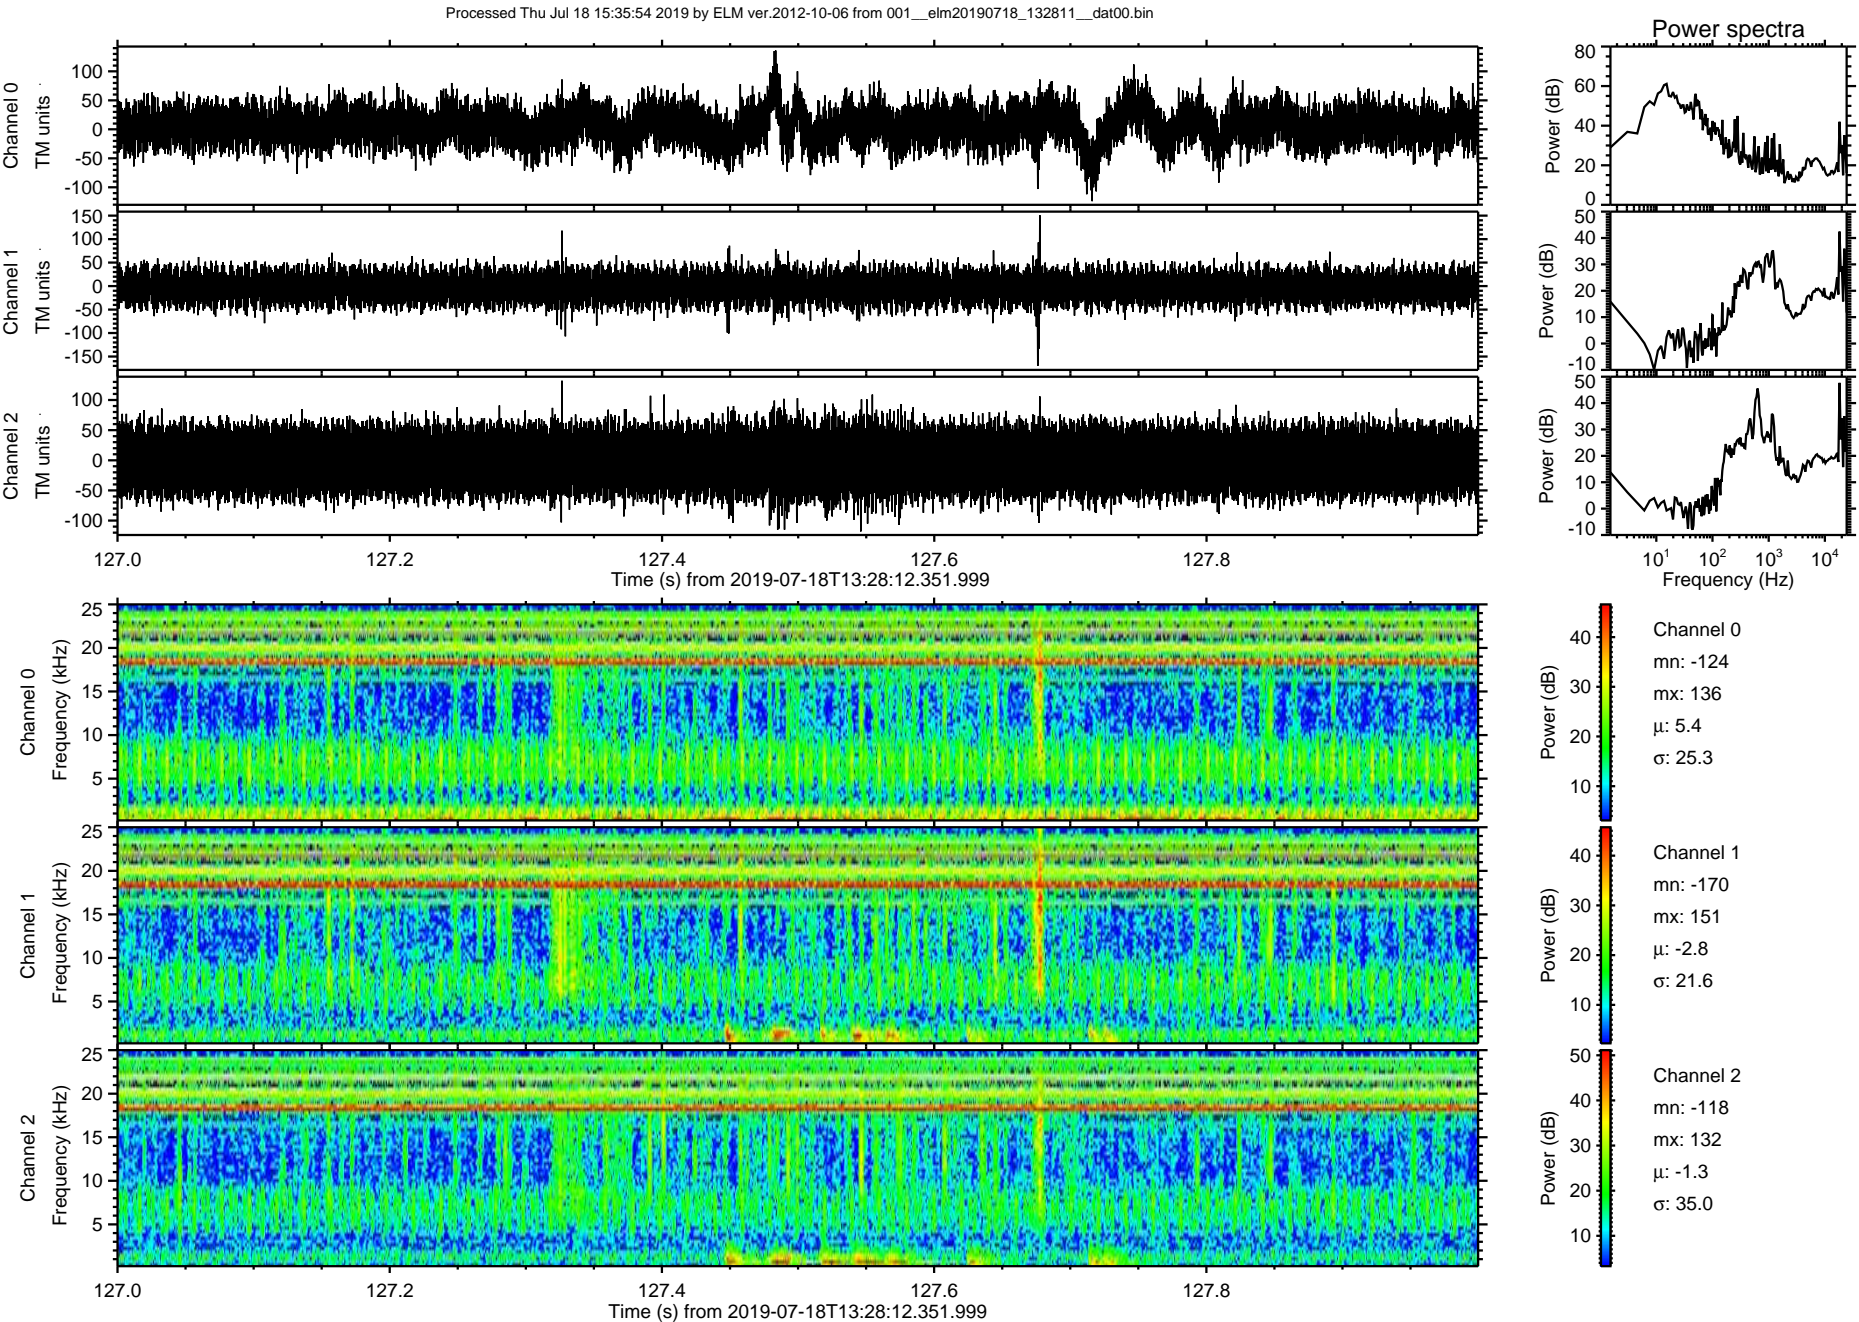 Processed Thu Jul 18 15:35:54 2019 by ELM ver.2012-10-06 from 001__elm20190718_132811__dat00.bin
Power spectra
Channel 0
TM units
100
50
0
-50
-100
Power (dB)
80
60
40
20
0
Channel 1
TM units
150
100
50
0
-50
-100
-150
Power (dB)
50
40
30
20
10
0
-10
Channel 2
TM units
100
50
0
-50
-100
Power (dB)
50
40
30
20
10
0
-10
127.0 127.2 127.4 127.6 127.8
Time (s) from 2019-07-18T13:28:12.351.999
10¹ 10² 10³ 10⁴
Frequency (Hz)
Channel 0
Frequency (kHz)
25
20
15
10
5
Power (dB)
40
30
20
10
Channel 0
mn: -124
mx: 136
μ: 5.4
σ: 25.3
Channel 1
Frequency (kHz)
25
20
15
10
5
Power (dB)
40
30
20
10
Channel 1
mn: -170
mx: 151
μ: -2.8
σ: 21.6
Channel 2
Frequency (kHz)
25
20
15
10
5
Power (dB)
50
40
30
20
10
Channel 2
mn: -118
mx: 132
μ: -1.3
σ: 35.0
127.0 127.2 127.4 127.6 127.8
Time (s) from 2019-07-18T13:28:12.351.999